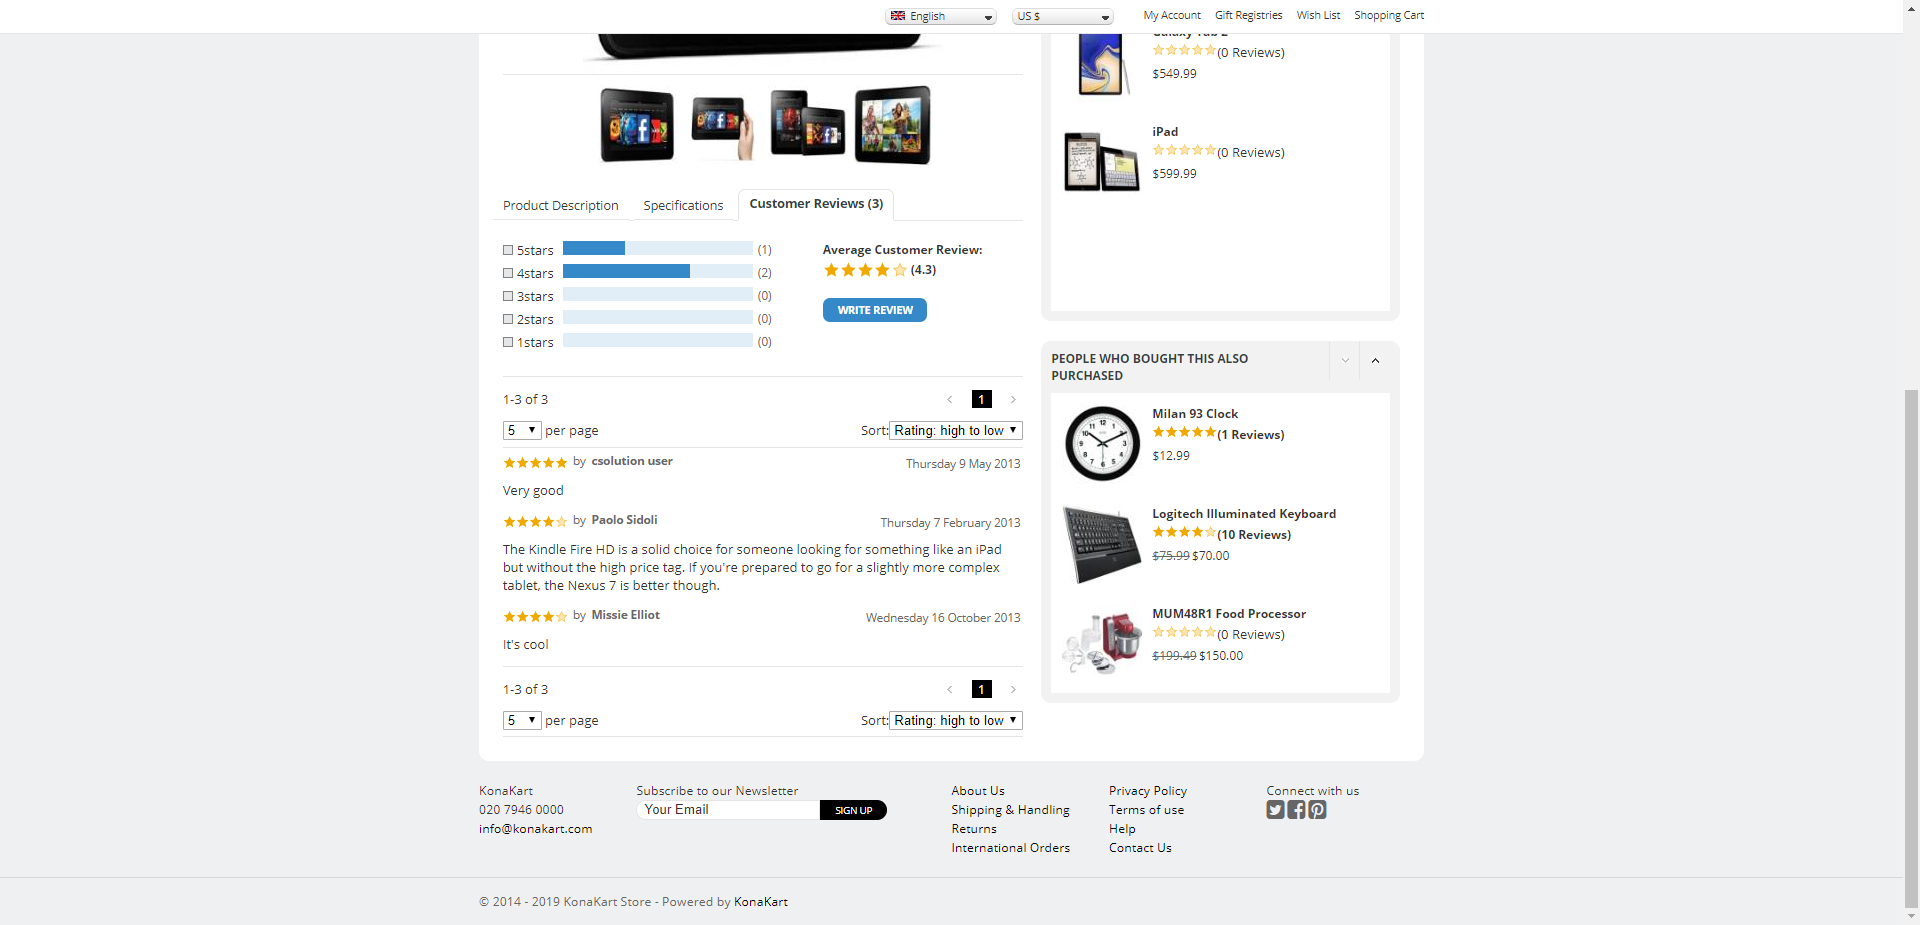 English
US $
My Account
Gift Registries
Wish List
Shopping Cart
Galaxy Tab 2
(0 Reviews)
$549.99
iPad
(0 Reviews)
$599.99
Product Description
Specifications
Customer Reviews (3)
5stars
(1)
4stars
(2)
3stars
(0)
2stars
(0)
1stars
(0)
Average Customer Review:
(4.3)
WRITE REVIEW
1-3 of 3
1
5
per page
Sort:
Rating: high to low
by csolution user
Thursday 9 May 2013
Very good
by Paolo Sidoli
Thursday 7 February 2013
The Kindle Fire HD is a solid choice for someone looking for something like an iPad
but without the high price tag. If you're prepared to go for a slightly more complex
tablet, the Nexus 7 is better though.
by Missie Elliot
Wednesday 16 October 2013
It's cool
1-3 of 3
1
5
per page
Sort:
Rating: high to low
PEOPLE WHO BOUGHT THIS ALSO
PURCHASED
Milan 93 Clock
(1 Reviews)
$12.99
Logitech Illuminated Keyboard
(10 Reviews)
$75.99 $70.00
MUM48R1 Food Processor
(0 Reviews)
$199.49 $150.00
KonaKart
020 7946 0000
info@konakart.com
Subscribe to our Newsletter
Your Email
SIGN UP
About Us
Shipping & Handling
Returns
International Orders
Privacy Policy
Terms of use
Help
Contact Us
Connect with us
© 2014 - 2019 KonaKart Store - Powered by KonaKart